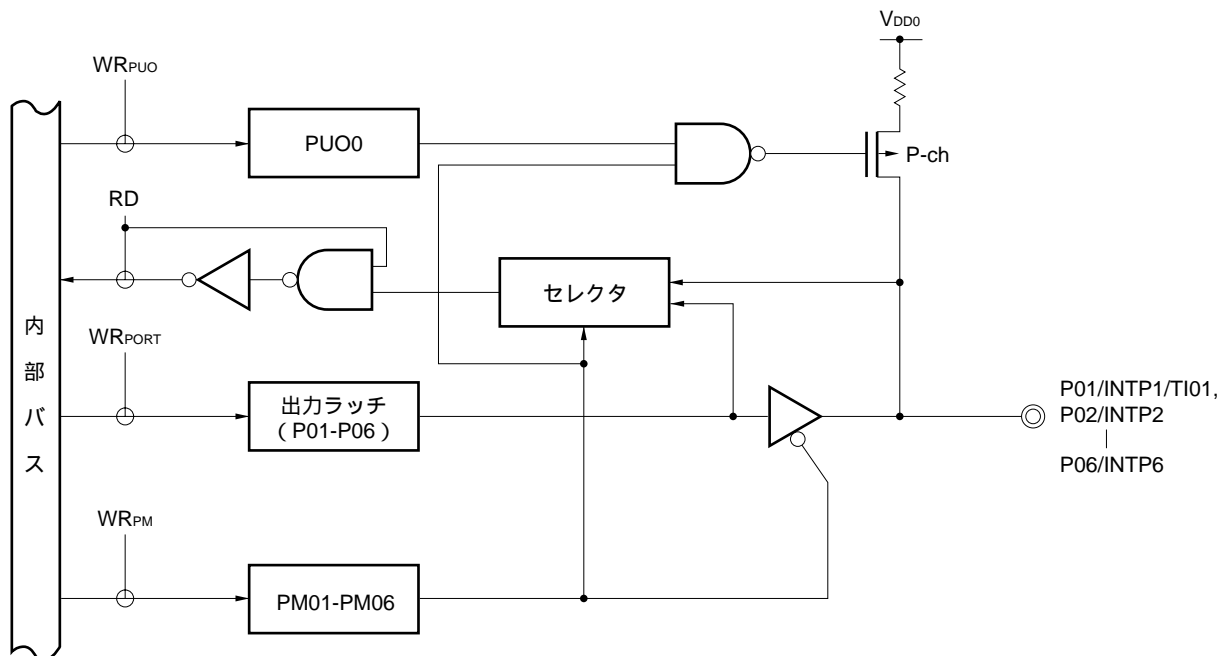 VDD0
WRPUO
PUO0
P-ch
RD
セレクタ
内部バス
WRPORT
出力ラッチ
(P01-P06)
P01/INTP1/TI01,
P02/INTP2
P06/INTP6
WRPM
PM01-PM06